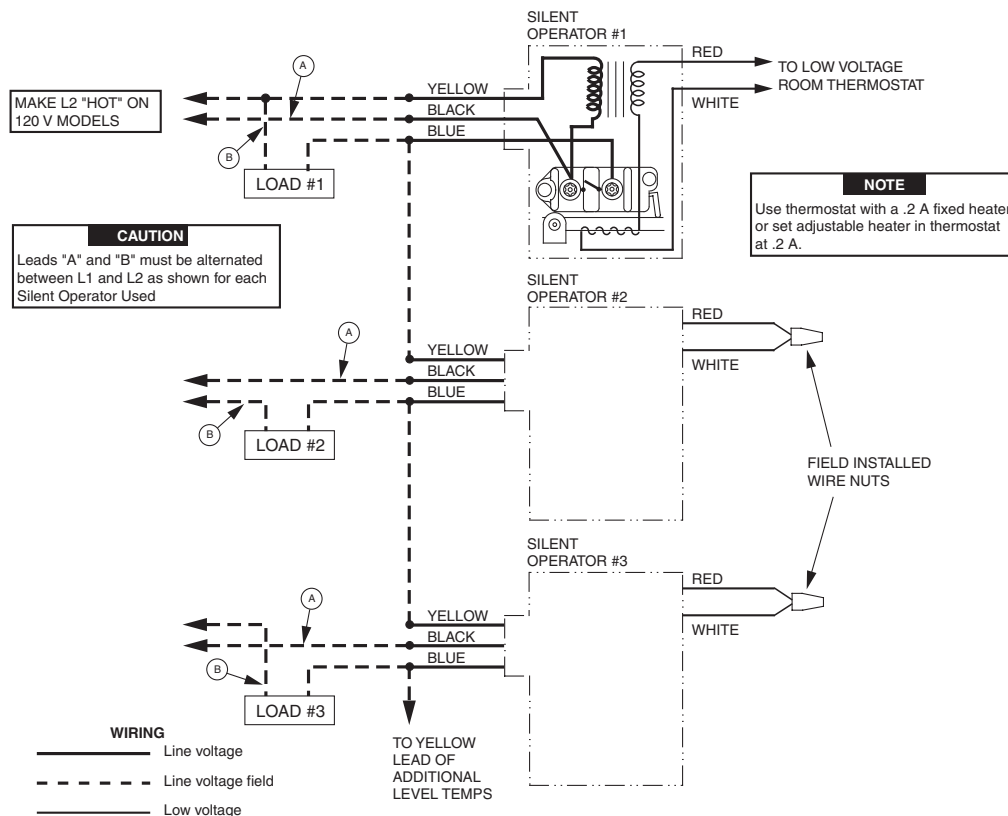 SILENT
OPERATOR #1
RED
TO LOW VOLTAGE
ROOM THERMOSTAT
WHITE
A
YELLOW
BLACK
BLUE
MAKE L2 "HOT" ON
120 V MODELS
B
LOAD #1
NOTE
Use thermostat with a .2 A fixed heater
or set adjustable heater in thermostat
at .2 A.
CAUTION
Leads "A" and "B" must be alternated
between L1 and L2 as shown for each
Silent Operator Used
SILENT
OPERATOR #2
RED
WHITE
A
YELLOW
BLACK
BLUE
B
LOAD #2
FIELD INSTALLED
WIRE NUTS
SILENT
OPERATOR #3
RED
WHITE
A
YELLOW
BLACK
BLUE
B
LOAD #3
TO YELLOW
LEAD OF
ADDITIONAL
LEVEL TEMPS
WIRING
Line voltage
Line voltage field
Low voltage